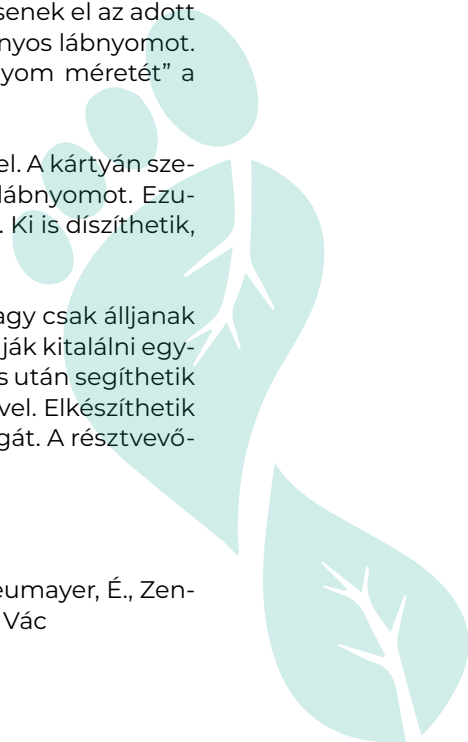 senek el az adott
nyos lábnyomot.
yom méretét” a
el. A kártyán sze-
lábnyomot. Ezu-
. Ki is díszíthetik,
agy csak álljanak
ják kitalálni egy-
s után segíthetik
vel. Elkészíthetik
gát. A résztvevő-
eumayer, É., Zen-
Vác